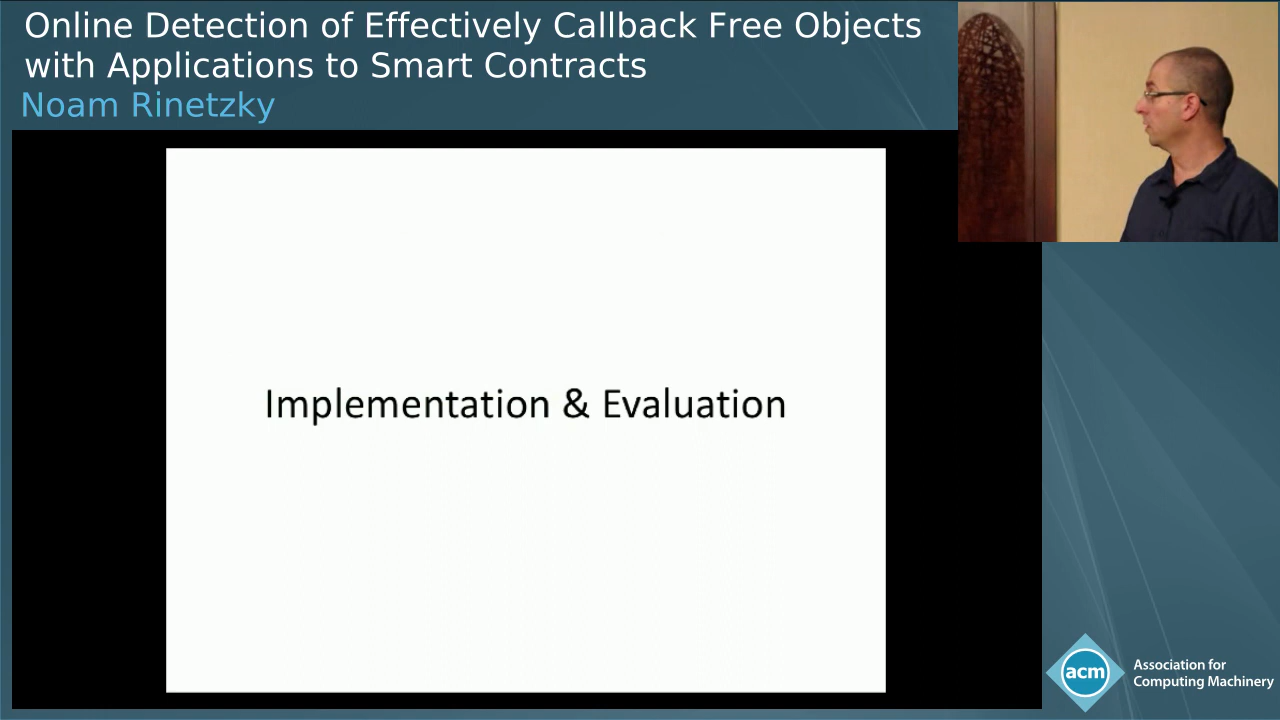 Online Detection of Effectively Callback Free Objects
with Applications to Smart Contracts
Noam Rinetzky
Implementation & Evaluation
acm
Association for
Computing Machinery